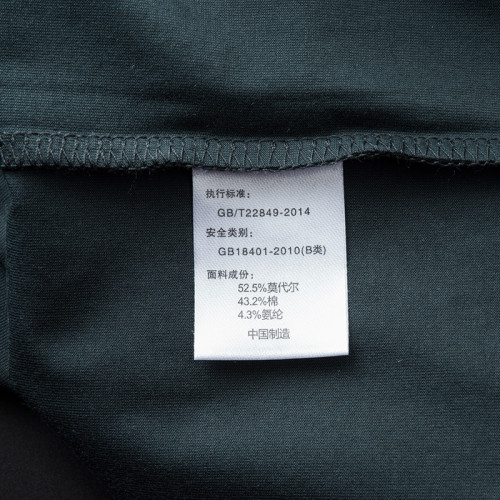 执行标准：
GB/T22849-2014
安全类别：
GB18401-2010(B类)
面料成份：
52.5%莫代尔
43.2%棉
4.3%氨纶
中国制造